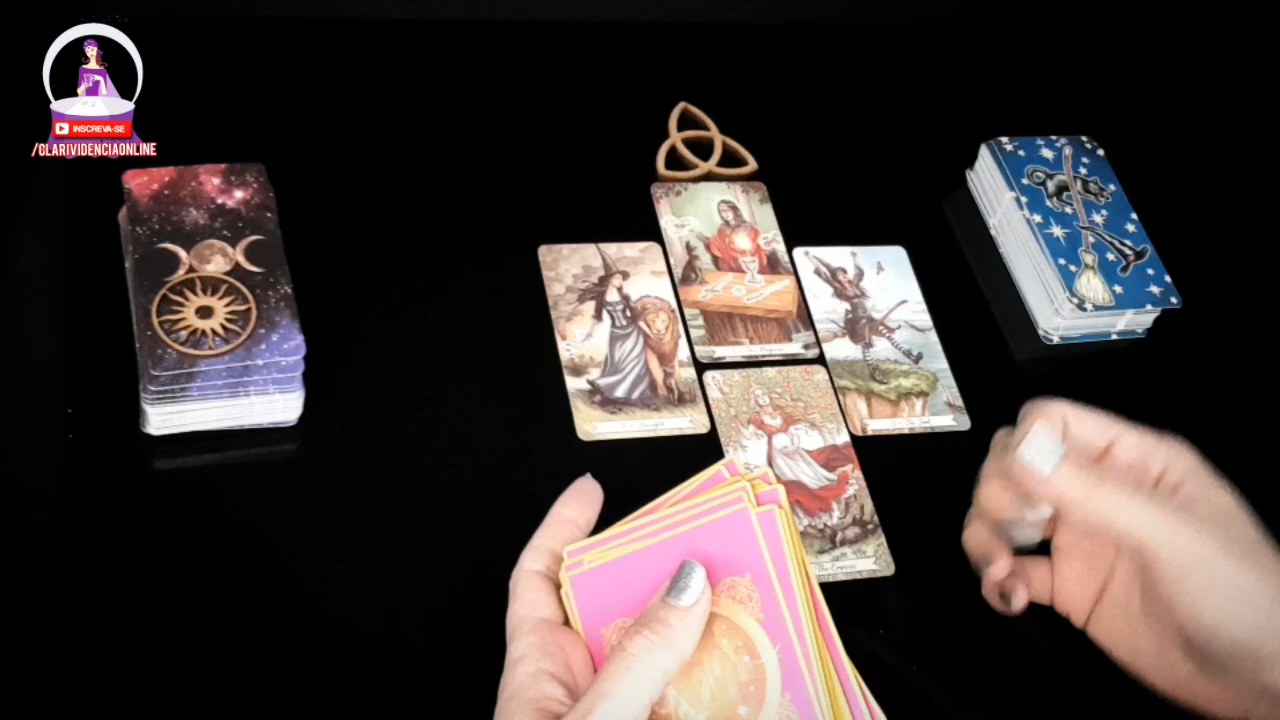 INSCREVA-SE
/CLARIVIDENCIAONLINE
The Magician
Strength
The Fool
The Empress